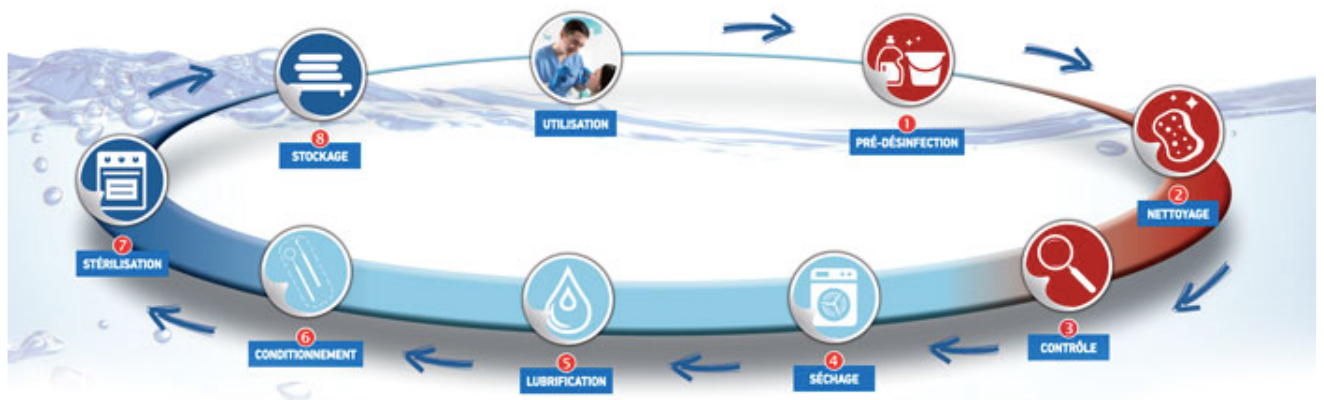 UTILISATION
1
PRÉ-DÉSINFECTION
2
NETTOYAGE
3
CONTRÔLE
4
SÉCHAGE
5
LUBRIFICATION
6
CONDITIONNEMENT
7
STÉRILISATION
8
STOCKAGE